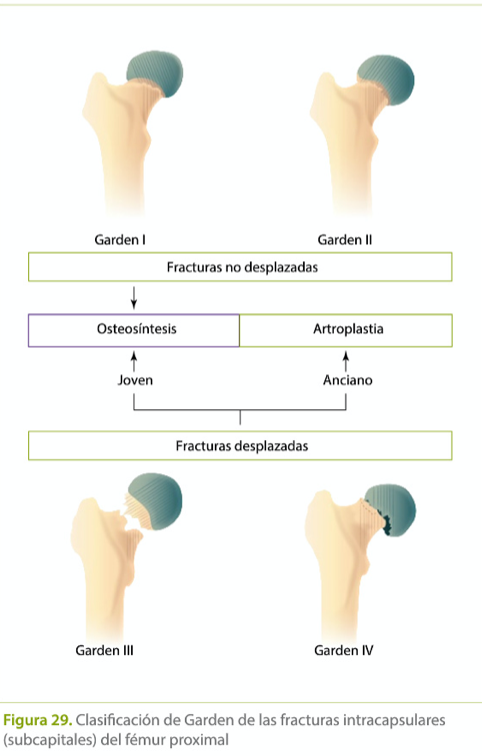 Garden I
Garden II
Fracturas no desplazadas
Osteosíntesis
Artroplastia
Joven
Anciano
Fracturas desplazadas
Garden III
Garden IV
Figura 29. Clasificación de Garden de las fracturas intracapsulares
(subcapitales) del fémur proximal